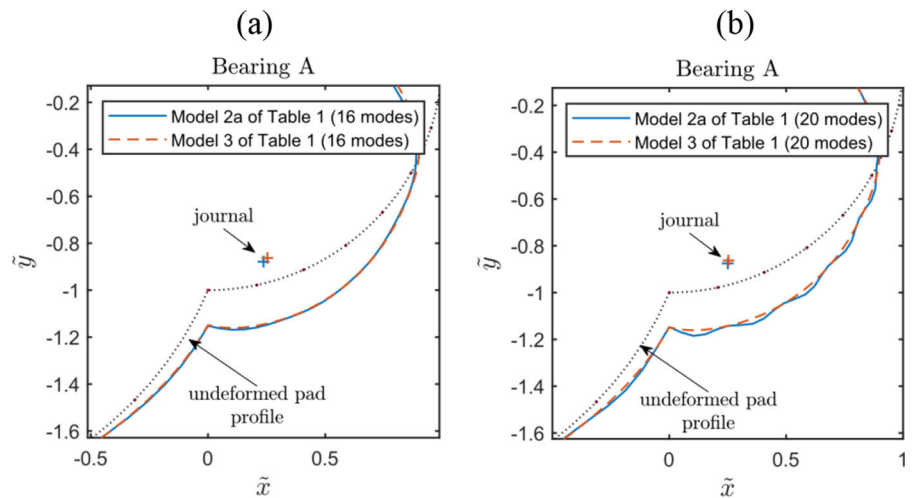 (a)
Bearing A
Model 2a of Table 1 (16 modes)
Model 3 of Table 1 (16 modes)
journal
undeformed pad
profile
-0.2
-0.4
-0.6
-0.8
-1
-1.2
-1.4
-1.6
ỹ
-0.5
0
0.5
x̃
(b)
Bearing A
Model 2a of Table 1 (20 modes)
Model 3 of Table 1 (20 modes)
journal
undeformed pad
profile
-0.2
-0.4
-0.6
-0.8
-1
-1.2
-1.4
-1.6
ỹ
0
0.5
1
x̃